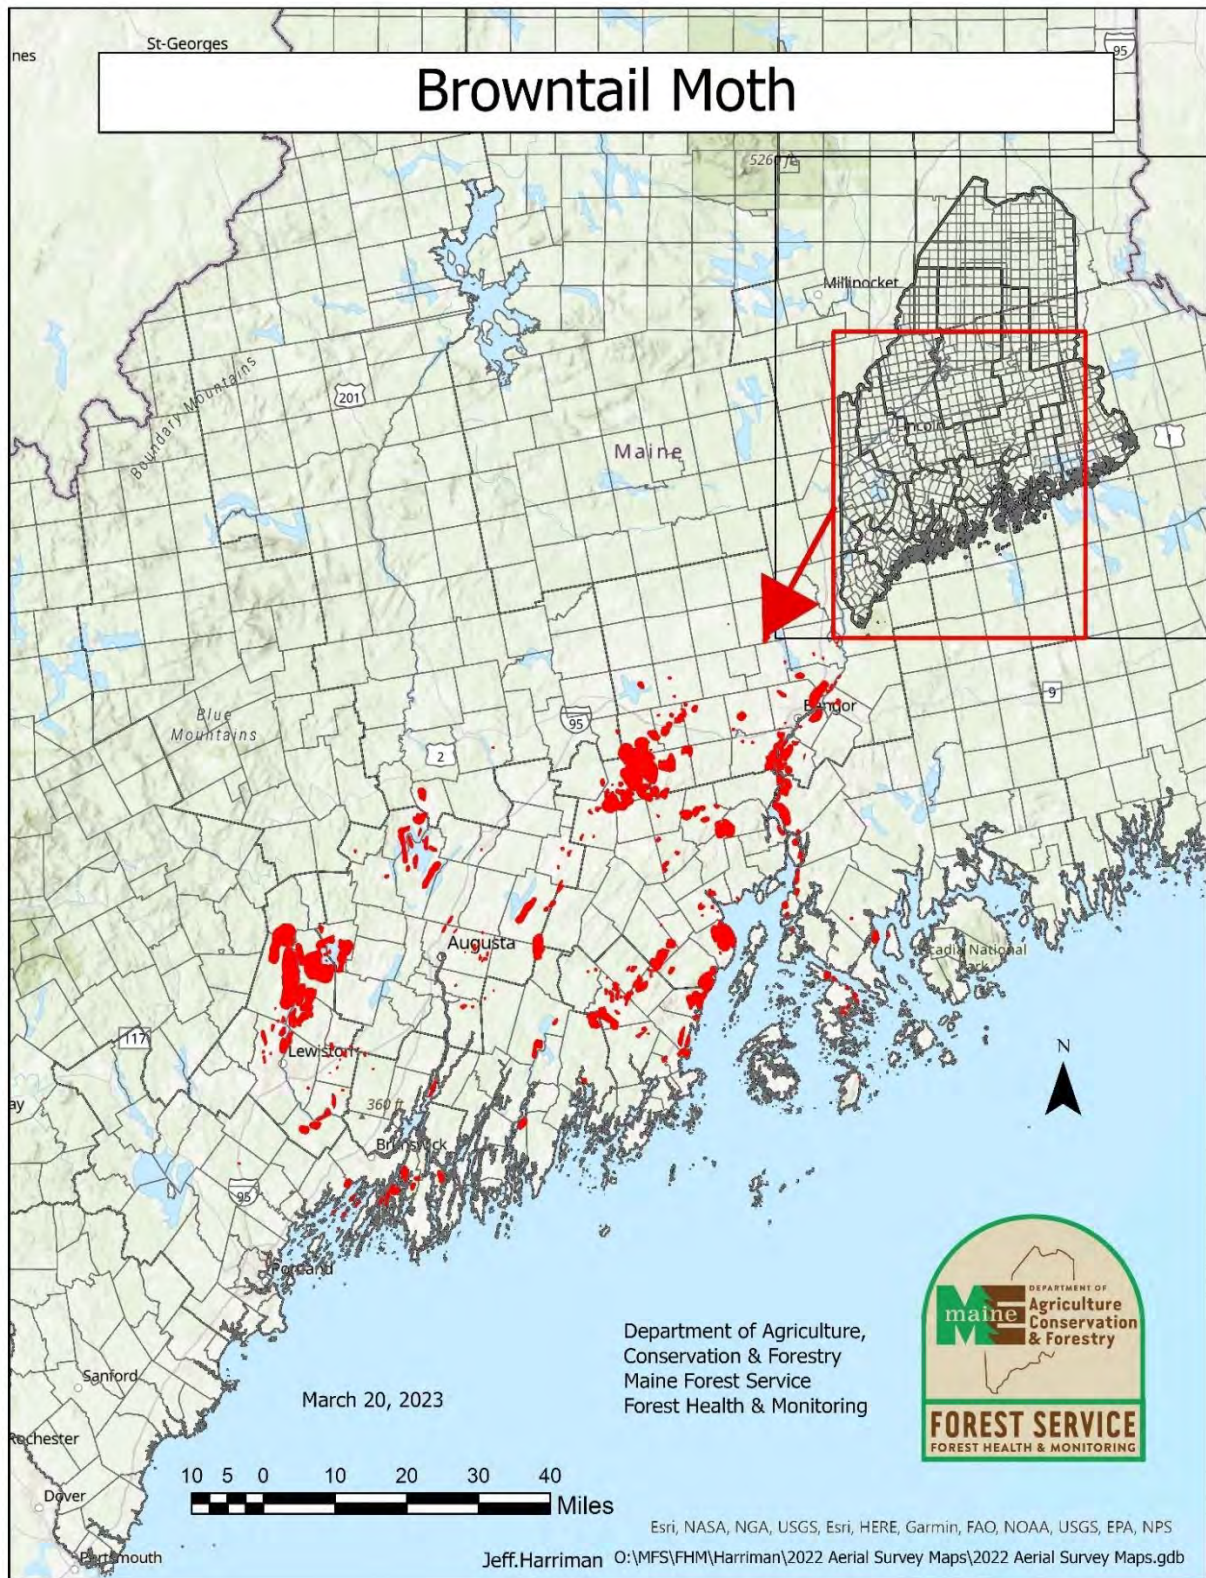 St-Georges
nes
95
Browntail Moth
5260 ft
Millinocket
201
Boundary Mountains
Lincoln
1
Maine
9
Blue
Mountains
95
Bangor
2
Augusta
Acadia National
Park
117
Lewiston
N
ay
360 ft
Brunswick
95
Portland
DEPARTMENT OF
maine
Agriculture
Conservation
& Forestry
Department of Agriculture,
Conservation & Forestry
Maine Forest Service
Forest Health & Monitoring
Sanford
March 20, 2023
FOREST SERVICE
FOREST HEALTH & MONITORING
Rochester
10 5 0 10 20 30 40
Miles
Dover
Esri, NASA, NGA, USGS, Esri, HERE, Garmin, FAO, NOAA, USGS, EPA, NPS
Portsmouth
Jeff.Harriman O:\MFS\FHM\Harriman\2022 Aerial Survey Maps\2022 Aerial Survey Maps.gdb